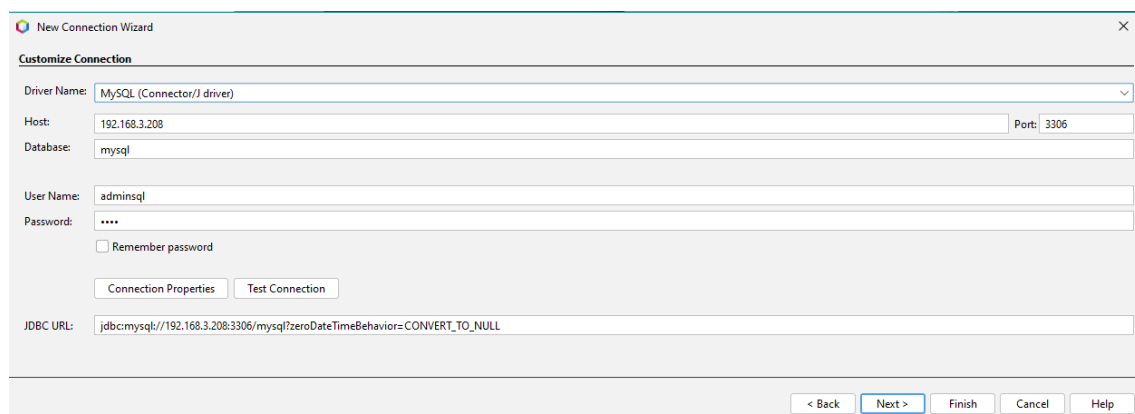 New Connection Wizard
Customize Connection
Driver Name: MySQL (Connector/J driver)
Host: 192.168.3.208 Port: 3306
Database: mysql
User Name: adminsql
Password: ••••
Remember password
Connection Properties Test Connection
JDBC URL: jdbc:mysql://192.168.3.208:3306/mysql?zeroDateTimeBehavior=CONVERT_TO_NULL
< Back Next > Finish Cancel Help